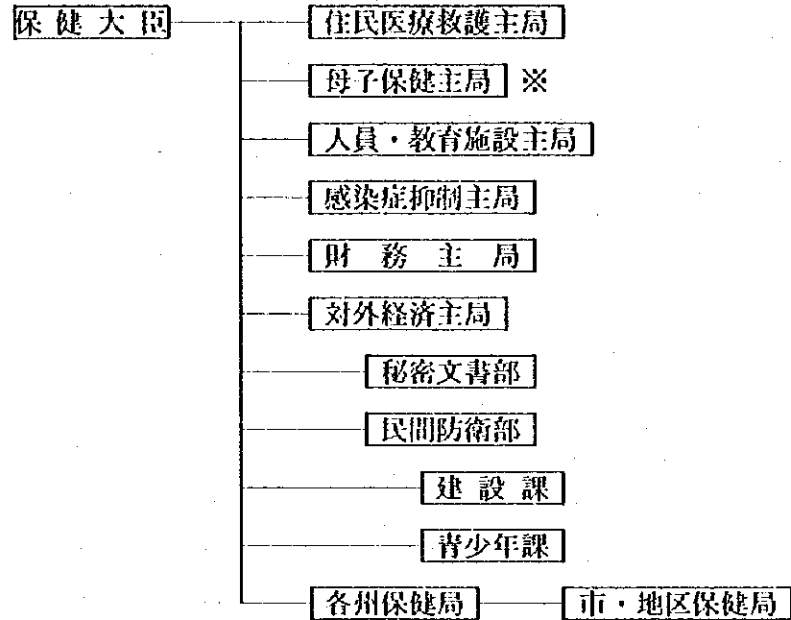 保健大臣 住民医療救護主局
母子保健主局 ※
人員・教育施設主局
感染症抑制主局
財務主局
対外経済主局
秘密文書部
民間防衛部
建設課
青少年課
各州保健局 市・地区保健局